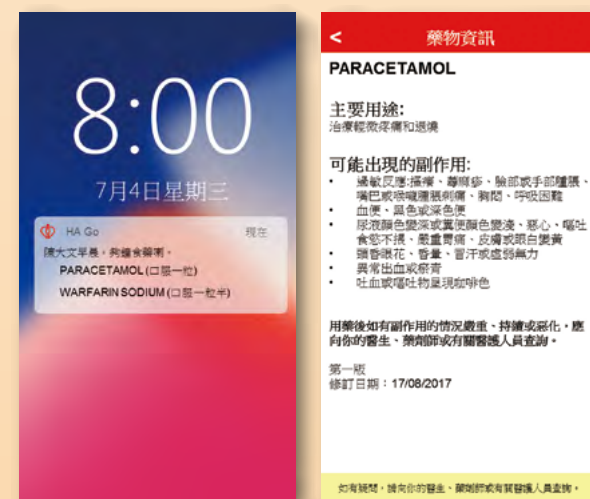 8:00
7月4日星期三
HA Go
現在
陳大文早晨，夠鐘食藥喇。
PARACETAMOL (口服一粒)
WARFARIN SODIUM (口服一粒半)
<
藥物資訊
PARACETAMOL
主要用途:
治療輕微疼痛和退燒
可能出現的副作用:
• 過敏反應:搔癢、蕁麻疹、臉部或手部腫脹、
嘴巴或喉嚨腫脹刺痛、胸悶、呼吸困難
• 血便、黑色或深色便
• 尿液顏色變深或糞便顏色變淺、惡心、嘔吐
食慾不振、嚴重胃痛、皮膚或眼白變黃
• 頭昏眼花、昏暈、冒汗或虛弱無力
• 異常出血或瘀青
• 吐血或嘔吐物呈現咖啡色
用藥後如有副作用的情況嚴重、持續或惡化，應
向你的醫生、藥劑師或有關醫護人員查詢。
第一版
修訂日期：17/08/2017
如有疑問，請向你的醫生、藥劑師或有關醫護人員查詢。